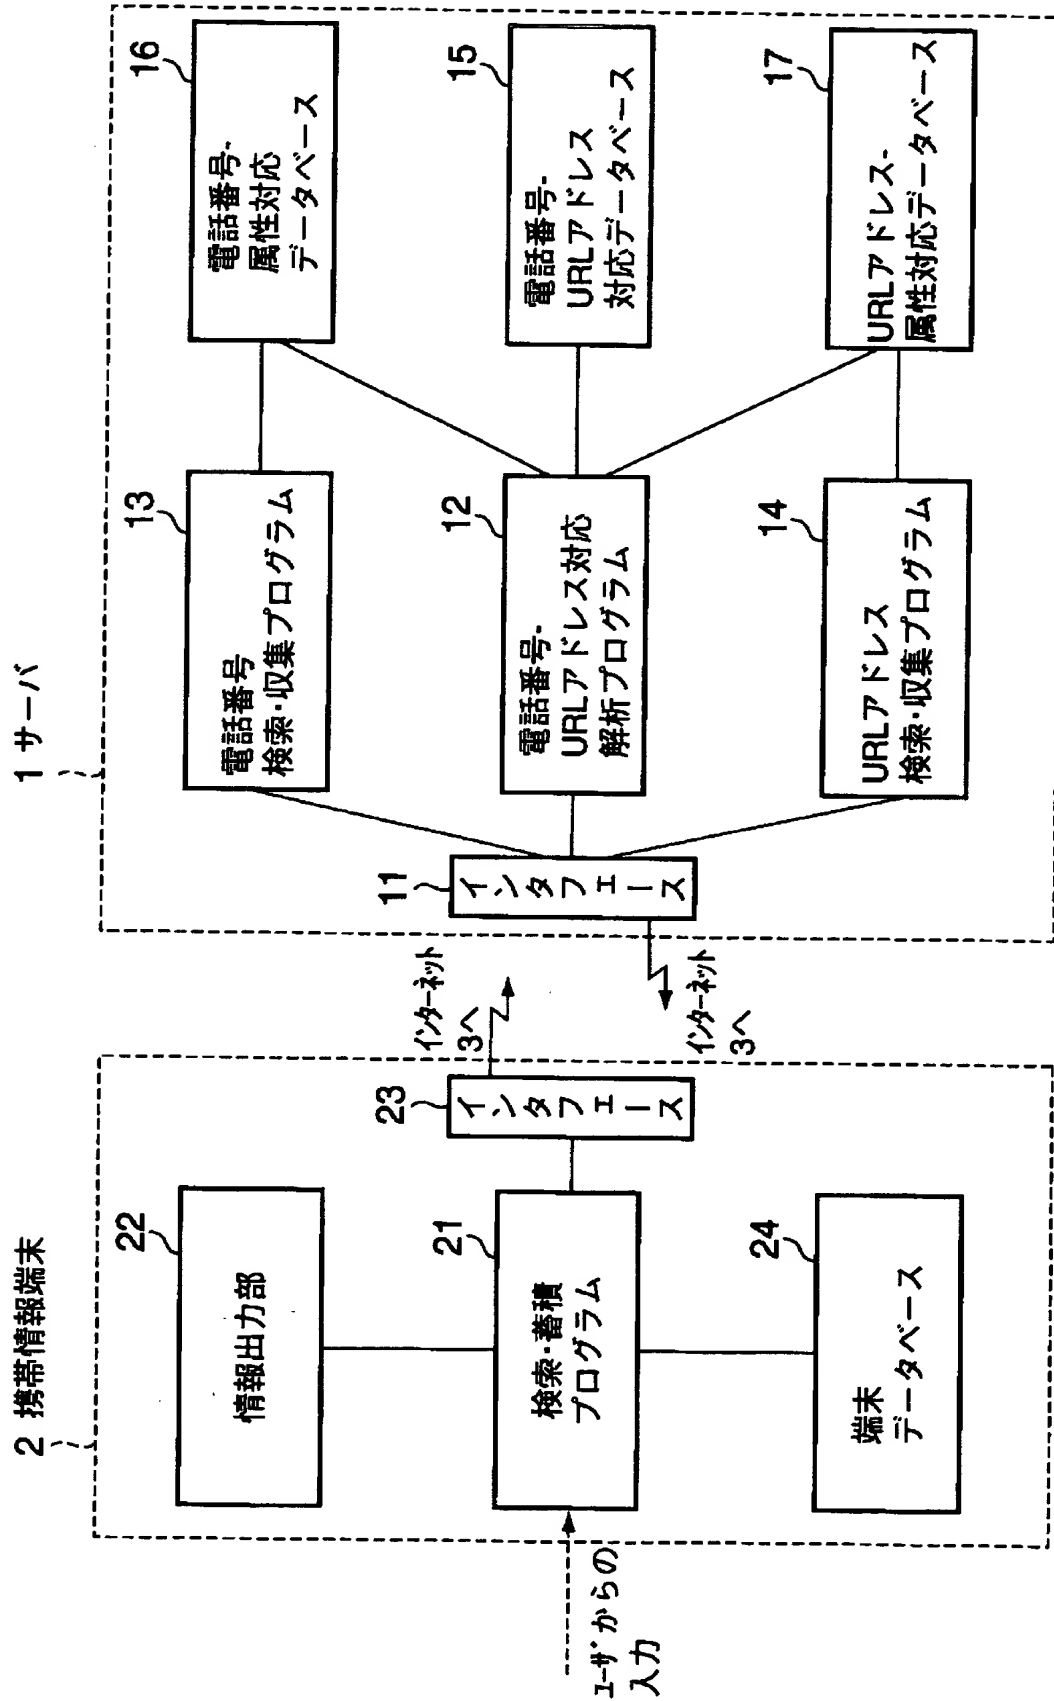 2 携帯情報端末
22
情報出力部
21
検索・蓄積
プログラム
24
端末
データベース
ﾕｰｻﾞからの
入力
23
インタフェース
インターネット
3へ
インターネット
3へ
1 サーバ
11
インタフェース
13
電話番号
検索・収集プログラム
12
電話番号-
URLアドレス対応
解析プログラム
14
URLアドレス
検索・収集プログラム
16
電話番号-
属性対応
データベース
15
電話番号-
URLアドレス
対応データベース
17
URLアドレス-
属性対応データベース